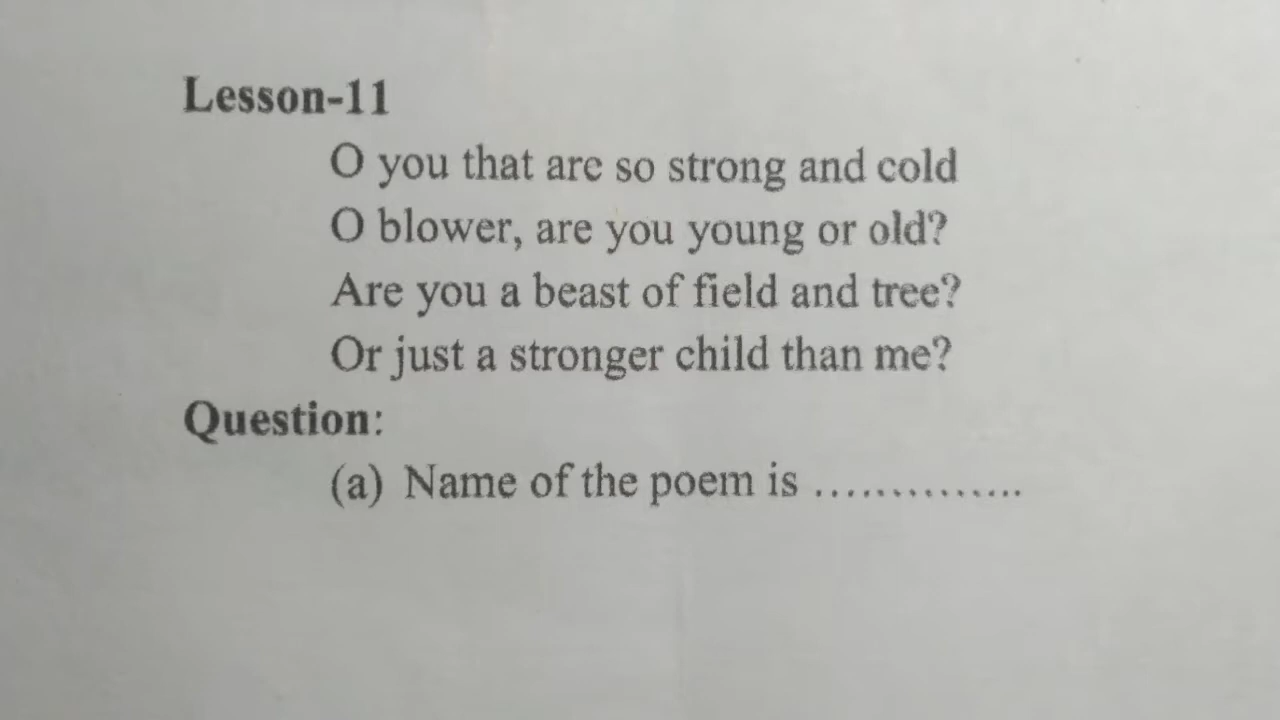 Lesson-11
O you that are so strong and cold
O blower, are you young or old?
Are you a beast of field and tree?
Or just a stronger child than me?
Question:
(a) Name of the poem is ..............